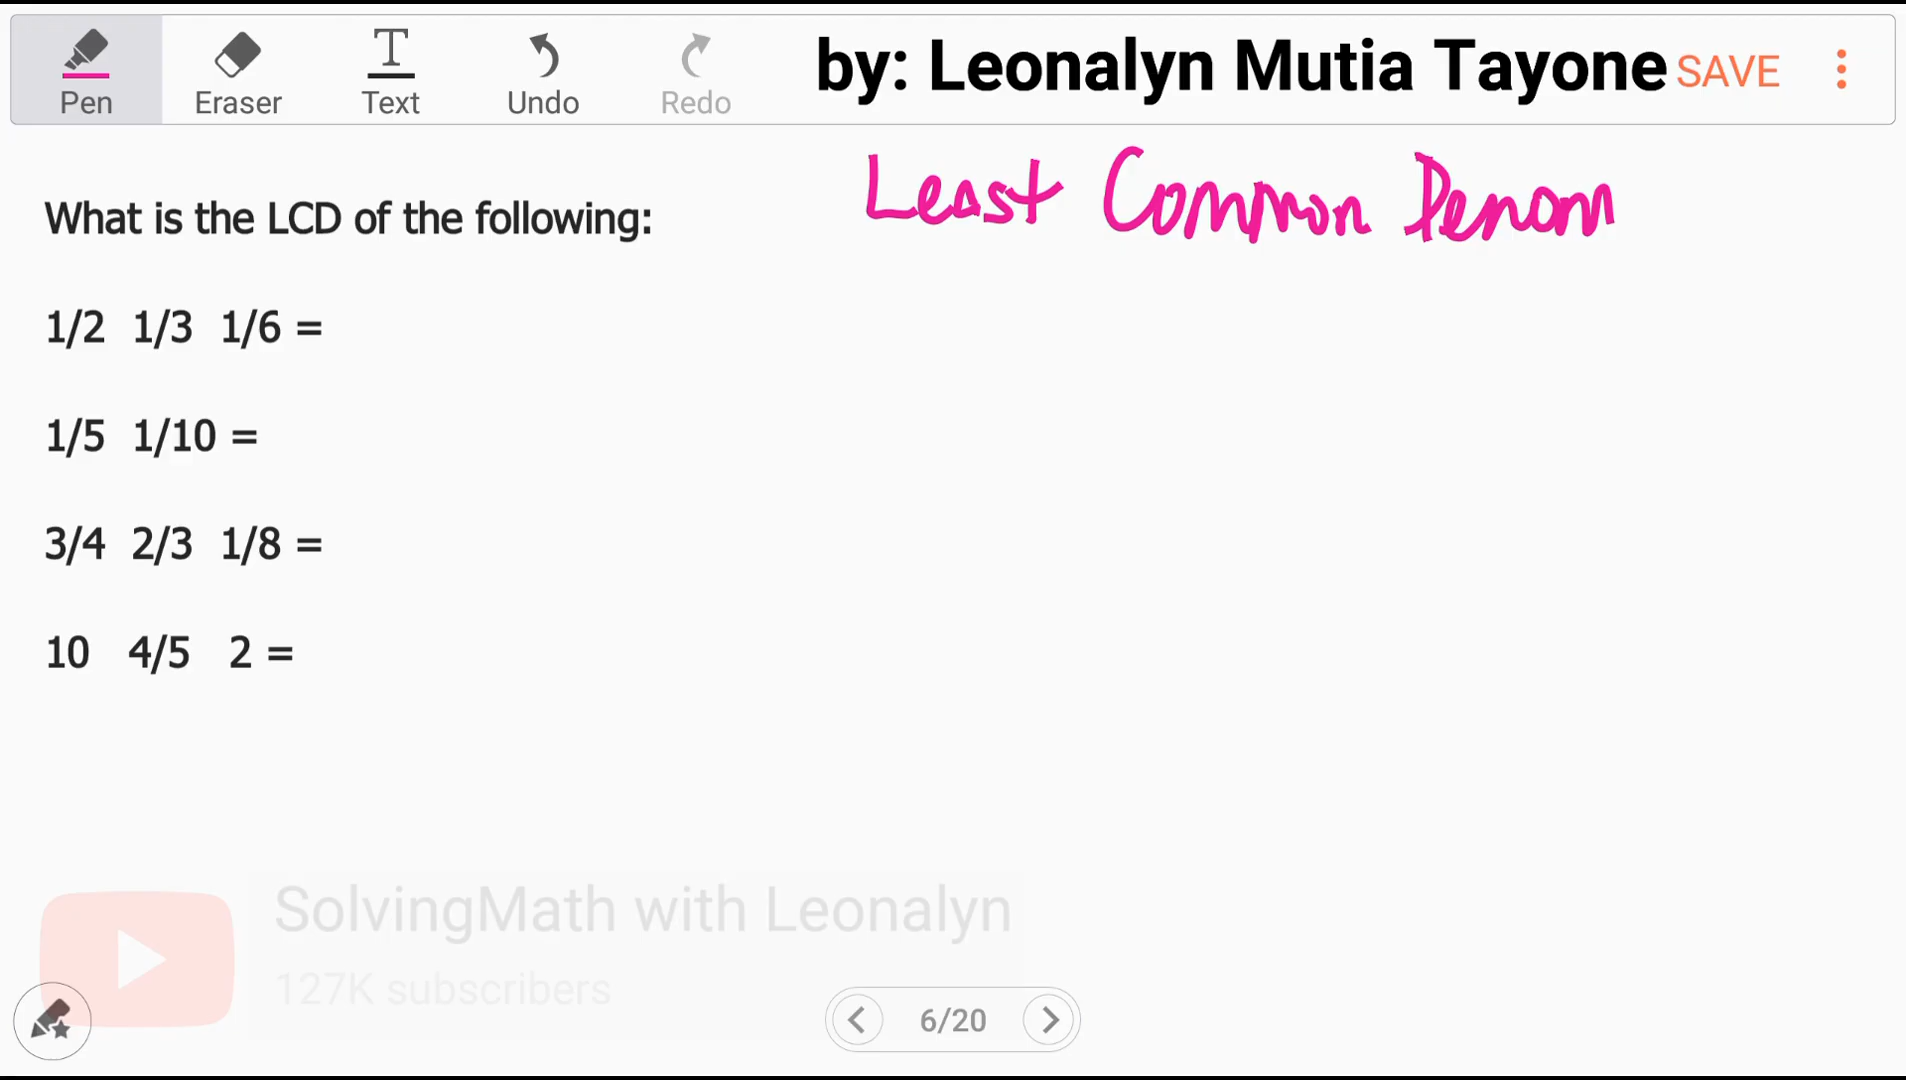 Pen Eraser Text Undo Redo by: Leonalyn Mutia Tayone SAVE
Least Common Denom
What is the LCD of the following:
1/2 1/3 1/6 =
1/5 1/10 =
3/4 2/3 1/8 =
10 4/5 2 =
SolvingMath with Leonalyn
127K subscribers
6/20